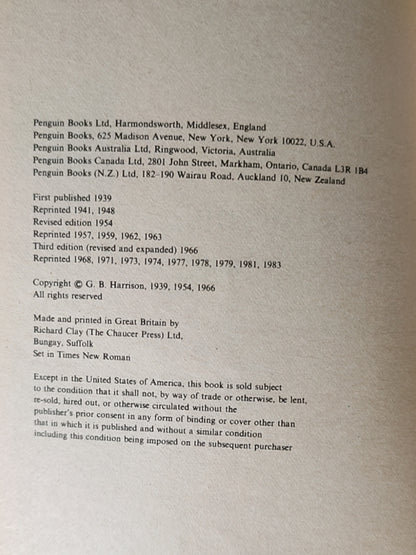 Penguin Books Ltd, Harmondsworth, Middlesex, England
Penguin Books, 625 Madison Avenue, New York, New York 10022, U.S.A.
Penguin Books Australia Ltd, Ringwood, Victoria, Australia
Penguin Books Canada Ltd, 2801 John Street, Markham, Ontario, Canada L3R 1B4
Penguin Books (N.Z.) Ltd, 182–190 Wairau Road, Auckland 10, New Zealand
First published 1939
Reprinted 1941, 1948
Revised edition 1954
Reprinted 1957, 1959, 1962, 1963
Third edition (revised and expanded) 1966
Reprinted 1968, 1971, 1973, 1974, 1977, 1978, 1979, 1981, 1983
Copyright © G. B. Harrison, 1939, 1954, 1966
All rights reserved
Made and printed in Great Britain by
Richard Clay (The Chaucer Press) Ltd,
Bungay, Suffolk
Set in Times New Roman
Except in the United States of America, this book is sold subject
to the condition that it shall not, by way of trade or otherwise, be lent,
re-sold, hired out, or otherwise circulated without the
publisher's prior consent in any form of binding or cover other than
that in which it is published and without a similar condition
including this condition being imposed on the subsequent purchaser